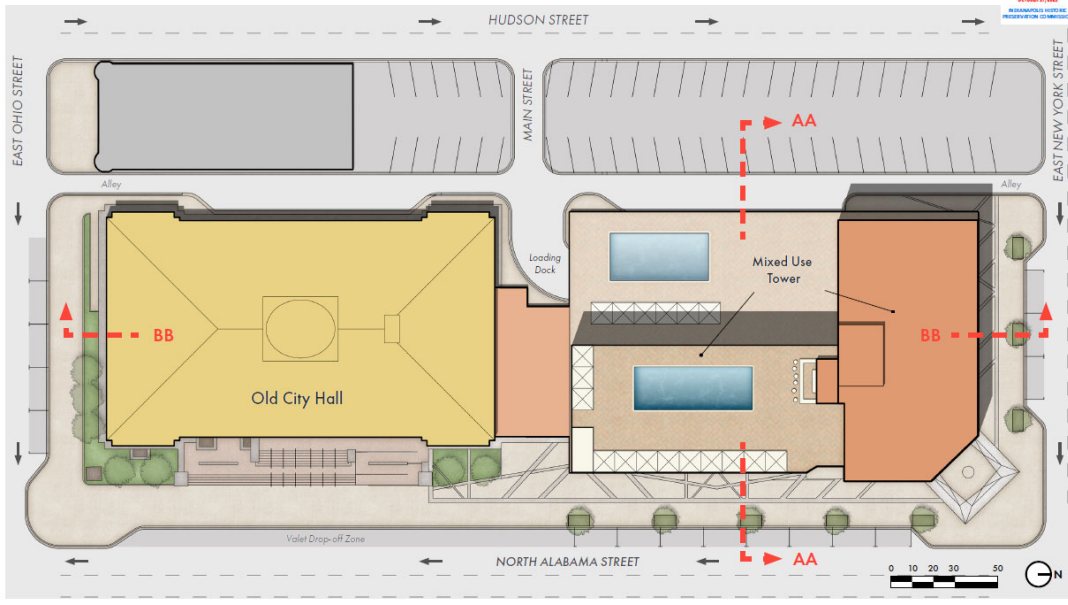 INDIANAPOLIS HISTORIC
PRESERVATION COMMISSION
HUDSON STREET
EAST OHIO STREET
MAIN STREET
EAST NEW YORK STREET
AA
Alley
Alley
Loading
Dock
Mixed Use
Tower
BB
BB
Old City Hall
Valet Drop-off Zone
NORTH ALABAMA STREET
AA
0 10 20 30 50
N